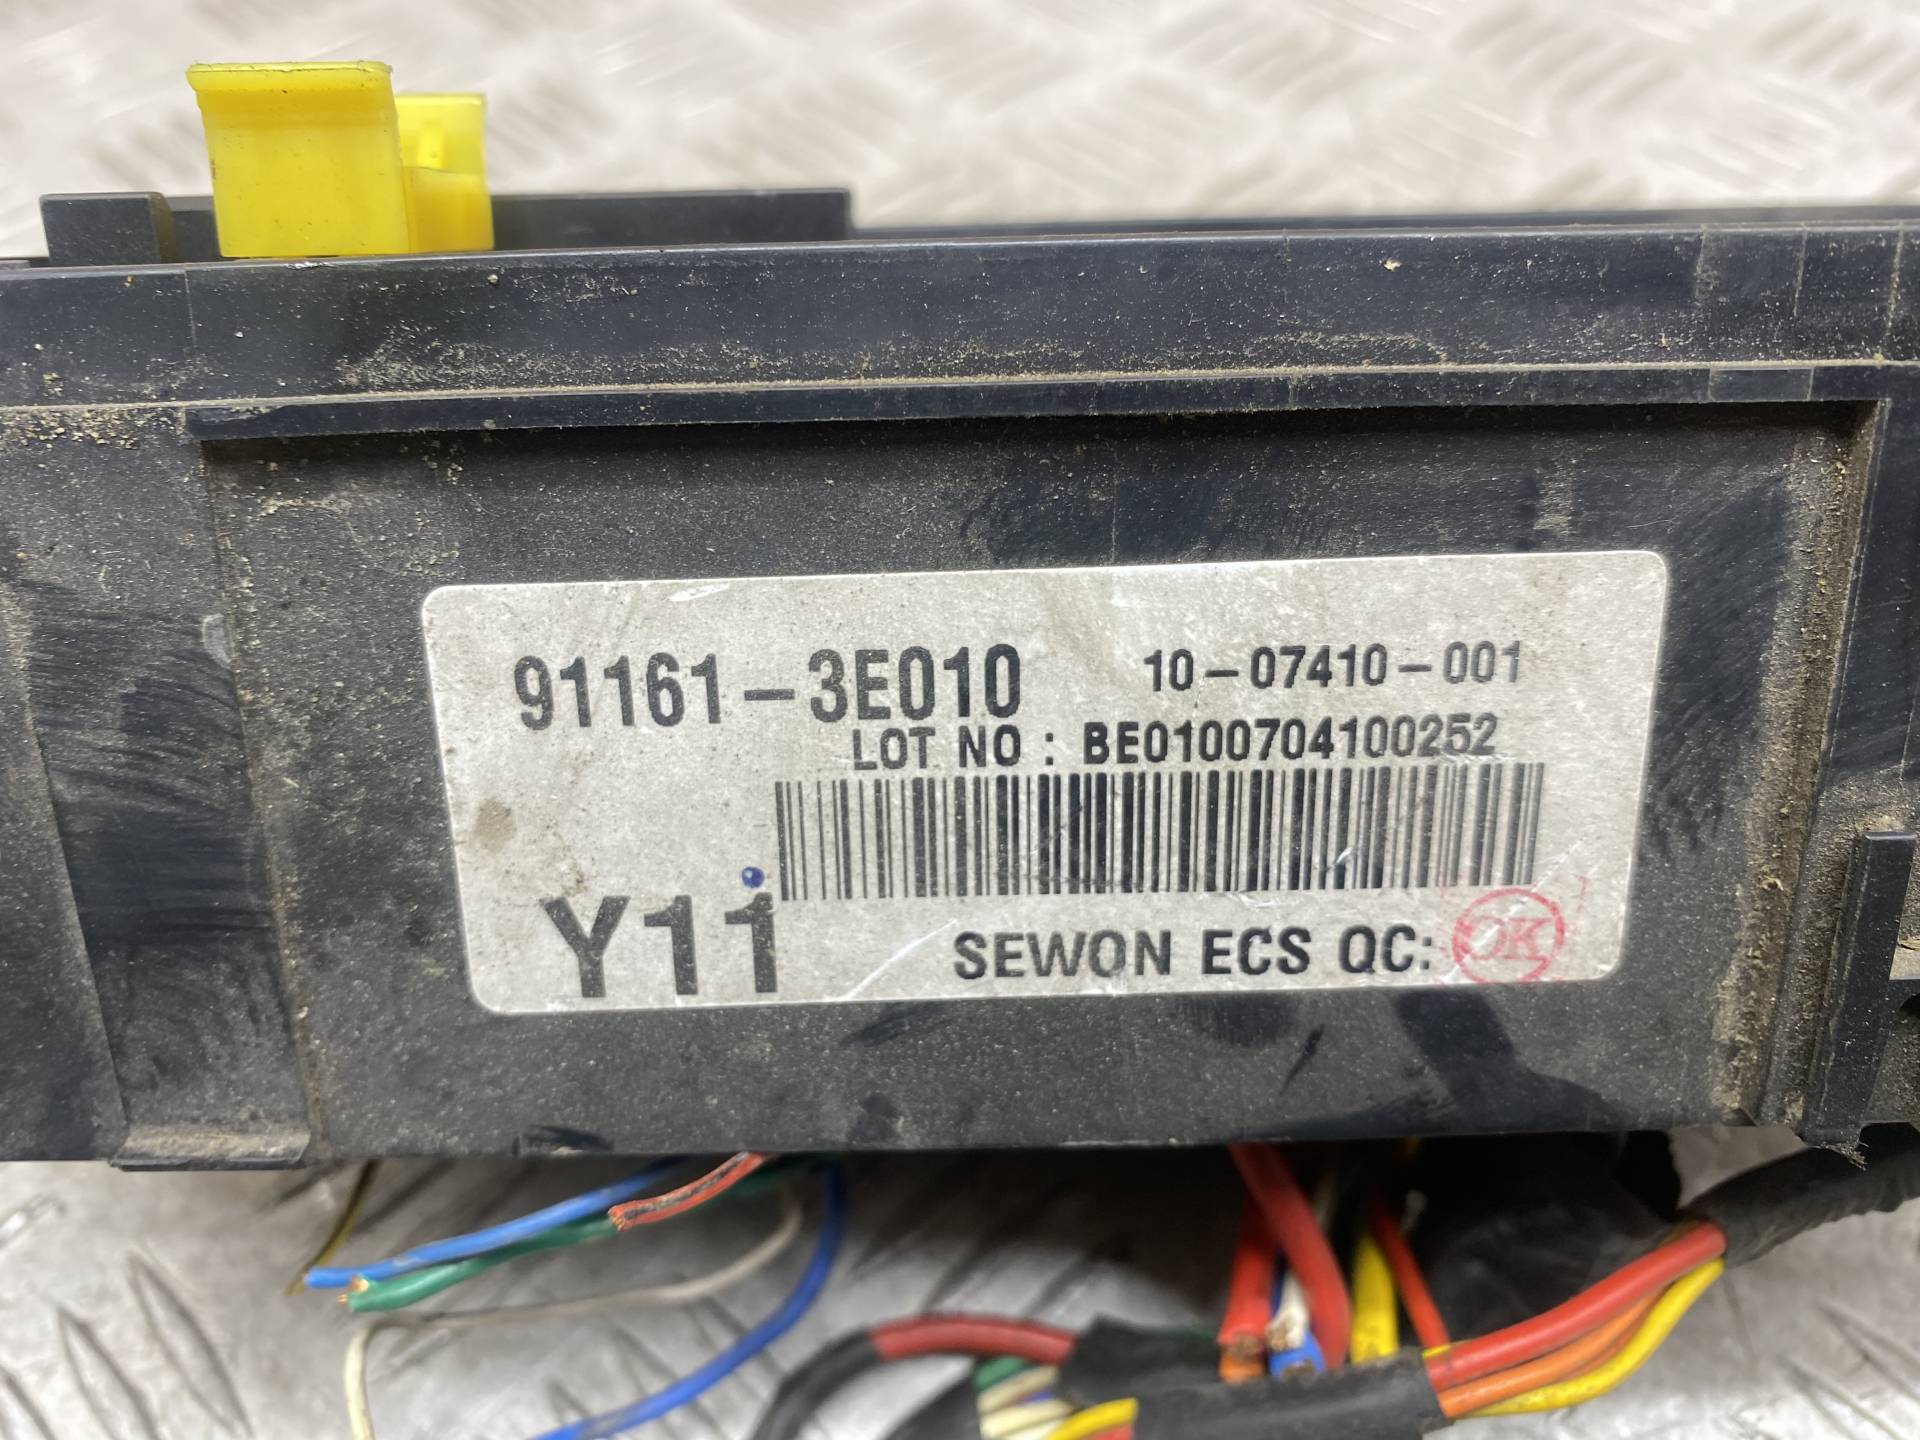 91161-3E010 10-07410-001
LOT NO : BE0100704100252
Y11
SEWON ECS QC: OK